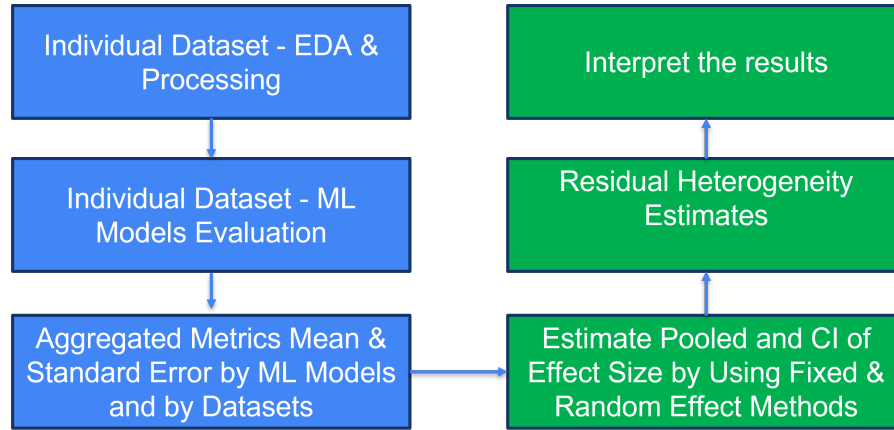 Individual Dataset - EDA &
Processing
Individual Dataset - ML
Models Evaluation
Aggregated Metrics Mean &
Standard Error by ML Models
and by Datasets
Estimate Pooled and CI of
Effect Size by Using Fixed &
Random Effect Methods
Residual Heterogeneity
Estimates
Interpret the results